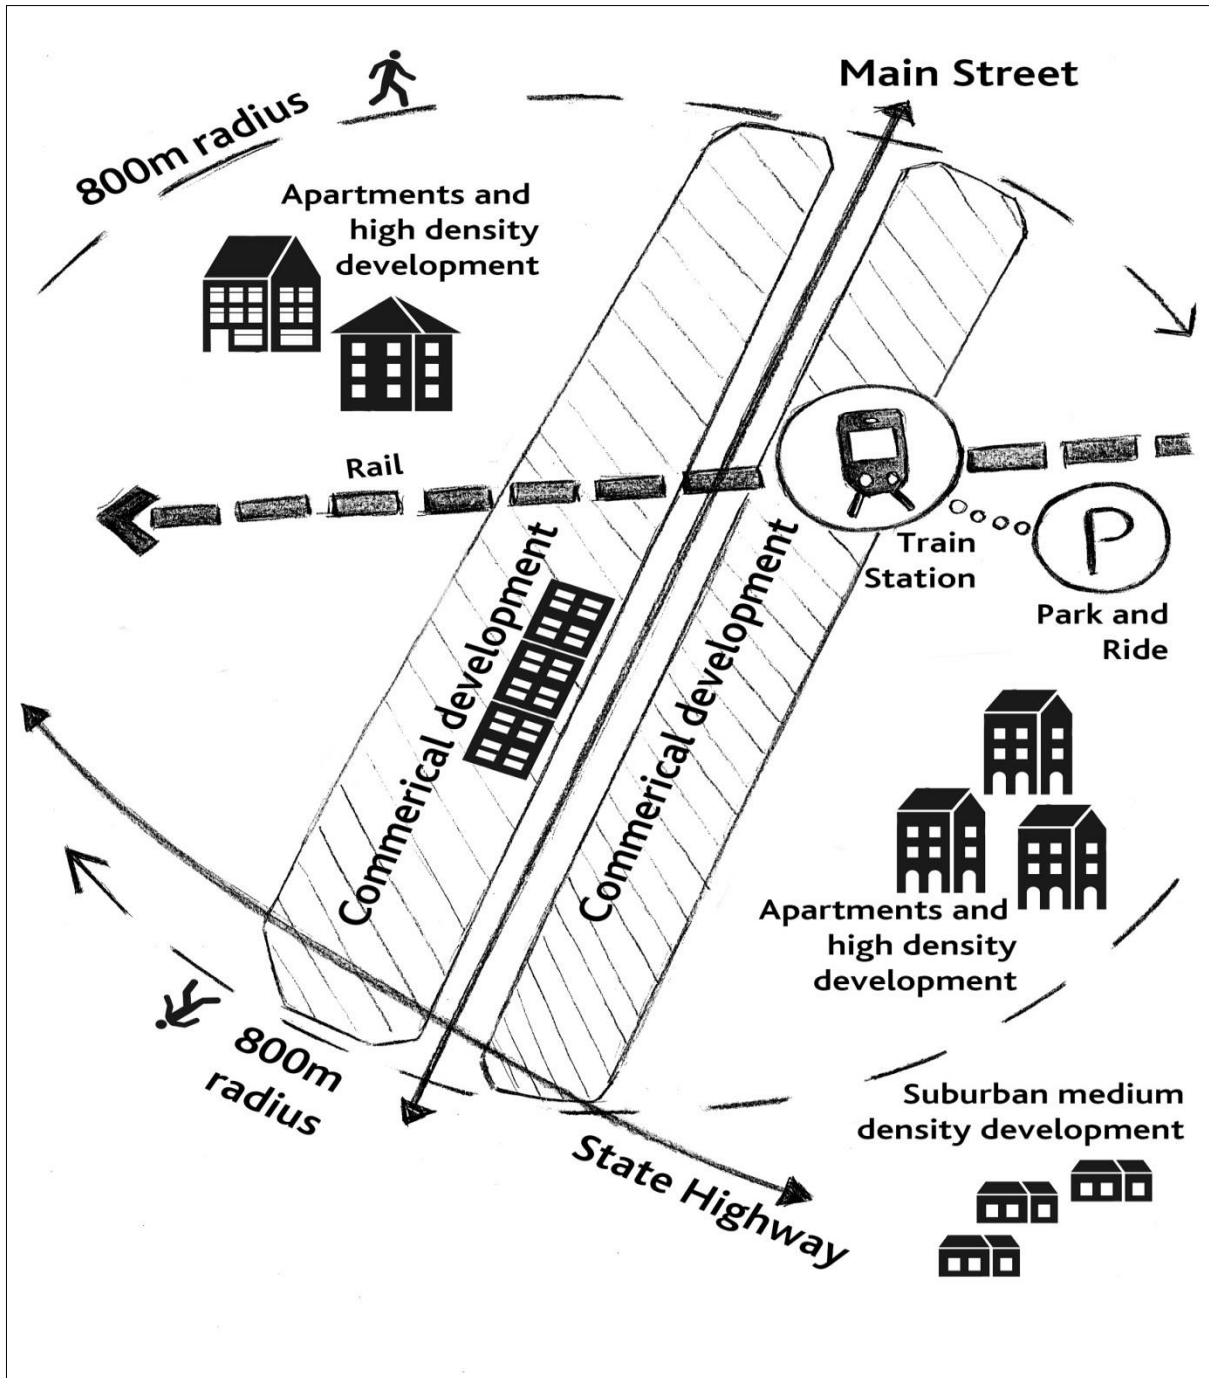 Main Street
800m radius
Apartments and
high density
development
Rail
Train
Station
P
Park and
Ride
Commerical development
Commerical development
Apartments and
high density
development
800m
radius
Suburban medium
density development
State Highway